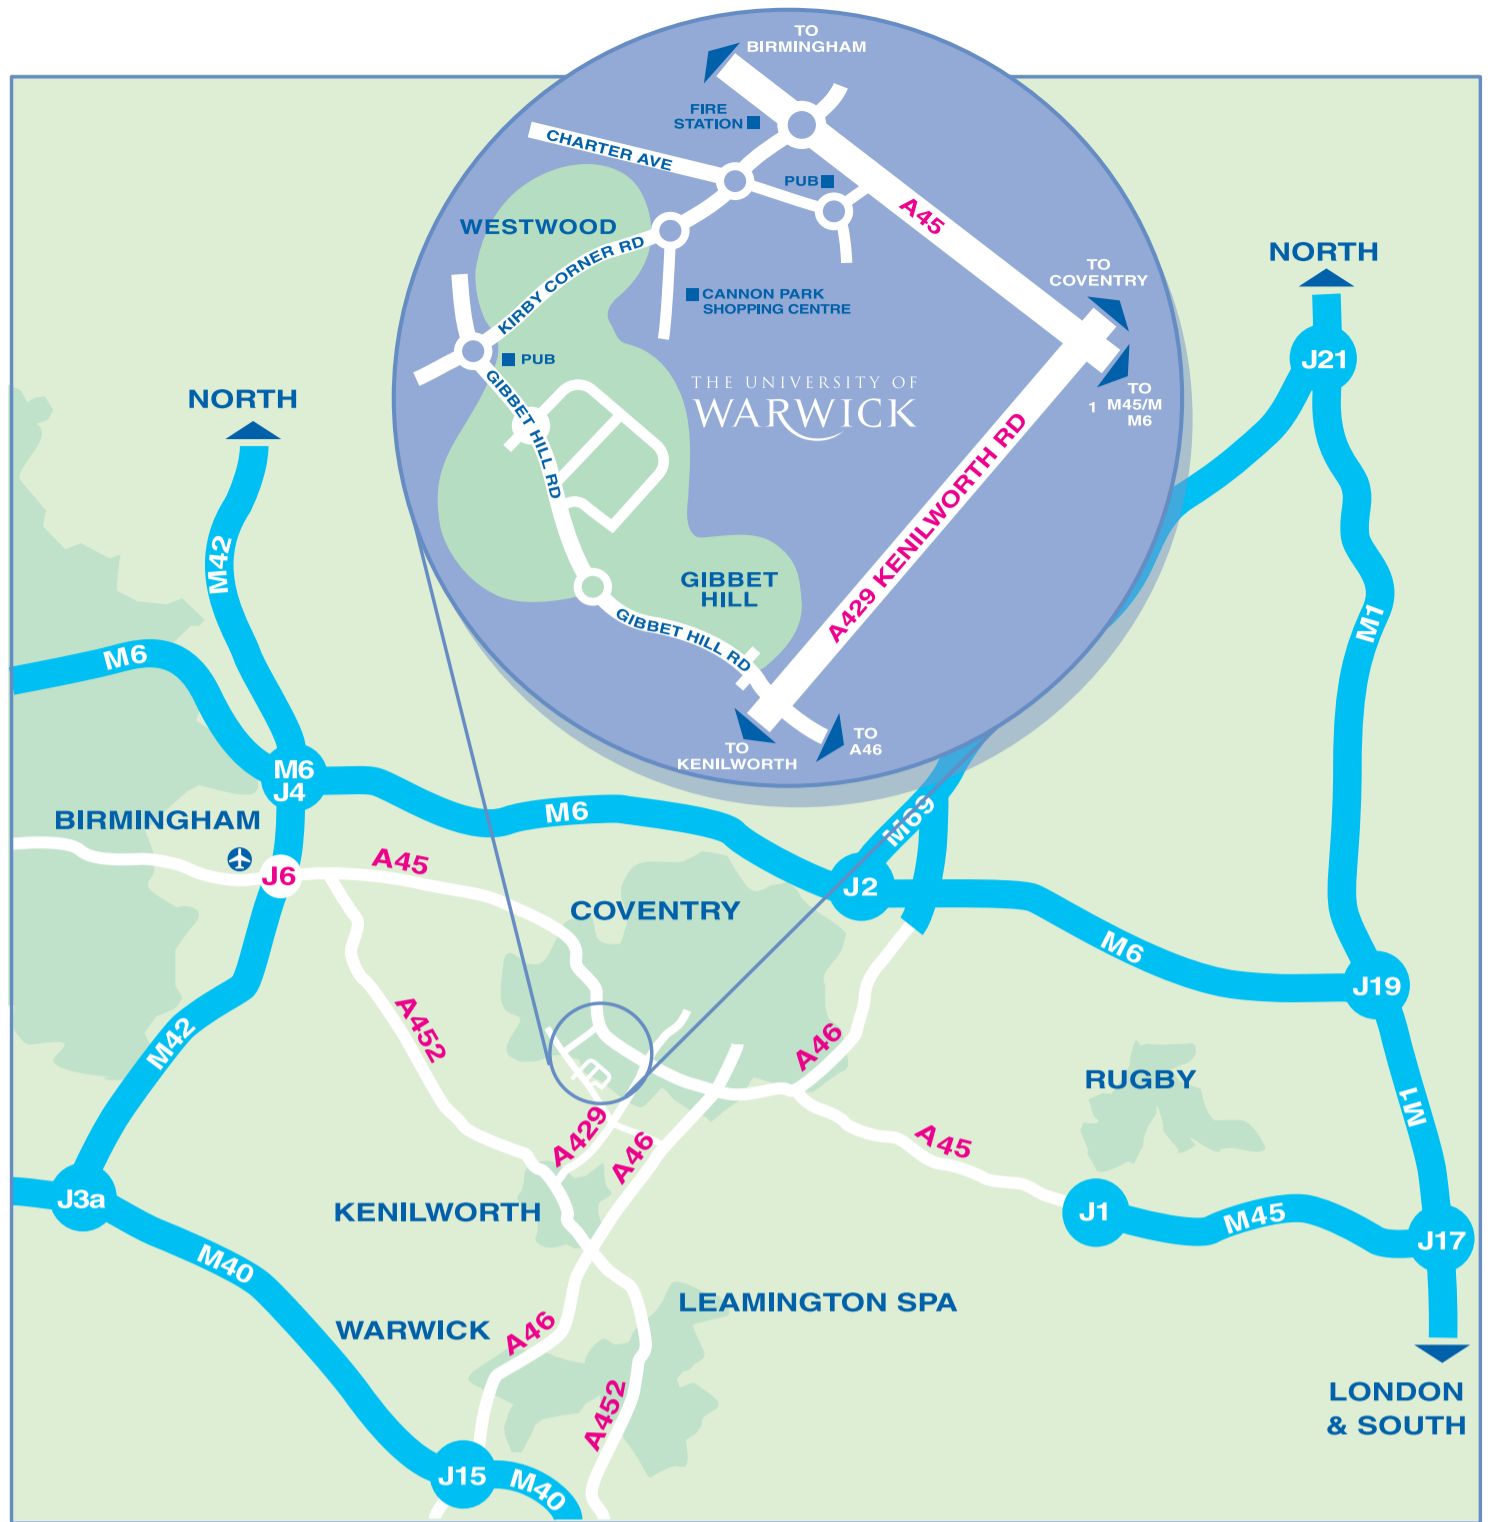 TO
BIRMINGHAM
FIRE
STATION
CHARTER AVE
PUB
A45
WESTWOOD
KIRBY CORNER RD
TO
COVENTRY
CANNON PARK
SHOPPING CENTRE
PUB
THE UNIVERSITY OF
WARWICK
TO
1 M45/M
M6
GIBBET HILL RD
A429 KENILWORTH RD
GIBBET
HILL
GIBBET HILL RD
TO
KENILWORTH
TO
A46
NORTH
J21
NORTH
M42
M1
M6
M6
J4
BIRMINGHAM
M6
M69
J6
A45
J2
COVENTRY
M6
J19
A452
M42
A46
RUGBY
M1
A429
A46
A45
J3a
KENILWORTH
J1
M45
J17
M40
WARWICK
A46
LEAMINGTON SPA
A452
LONDON
& SOUTH
J15
M40